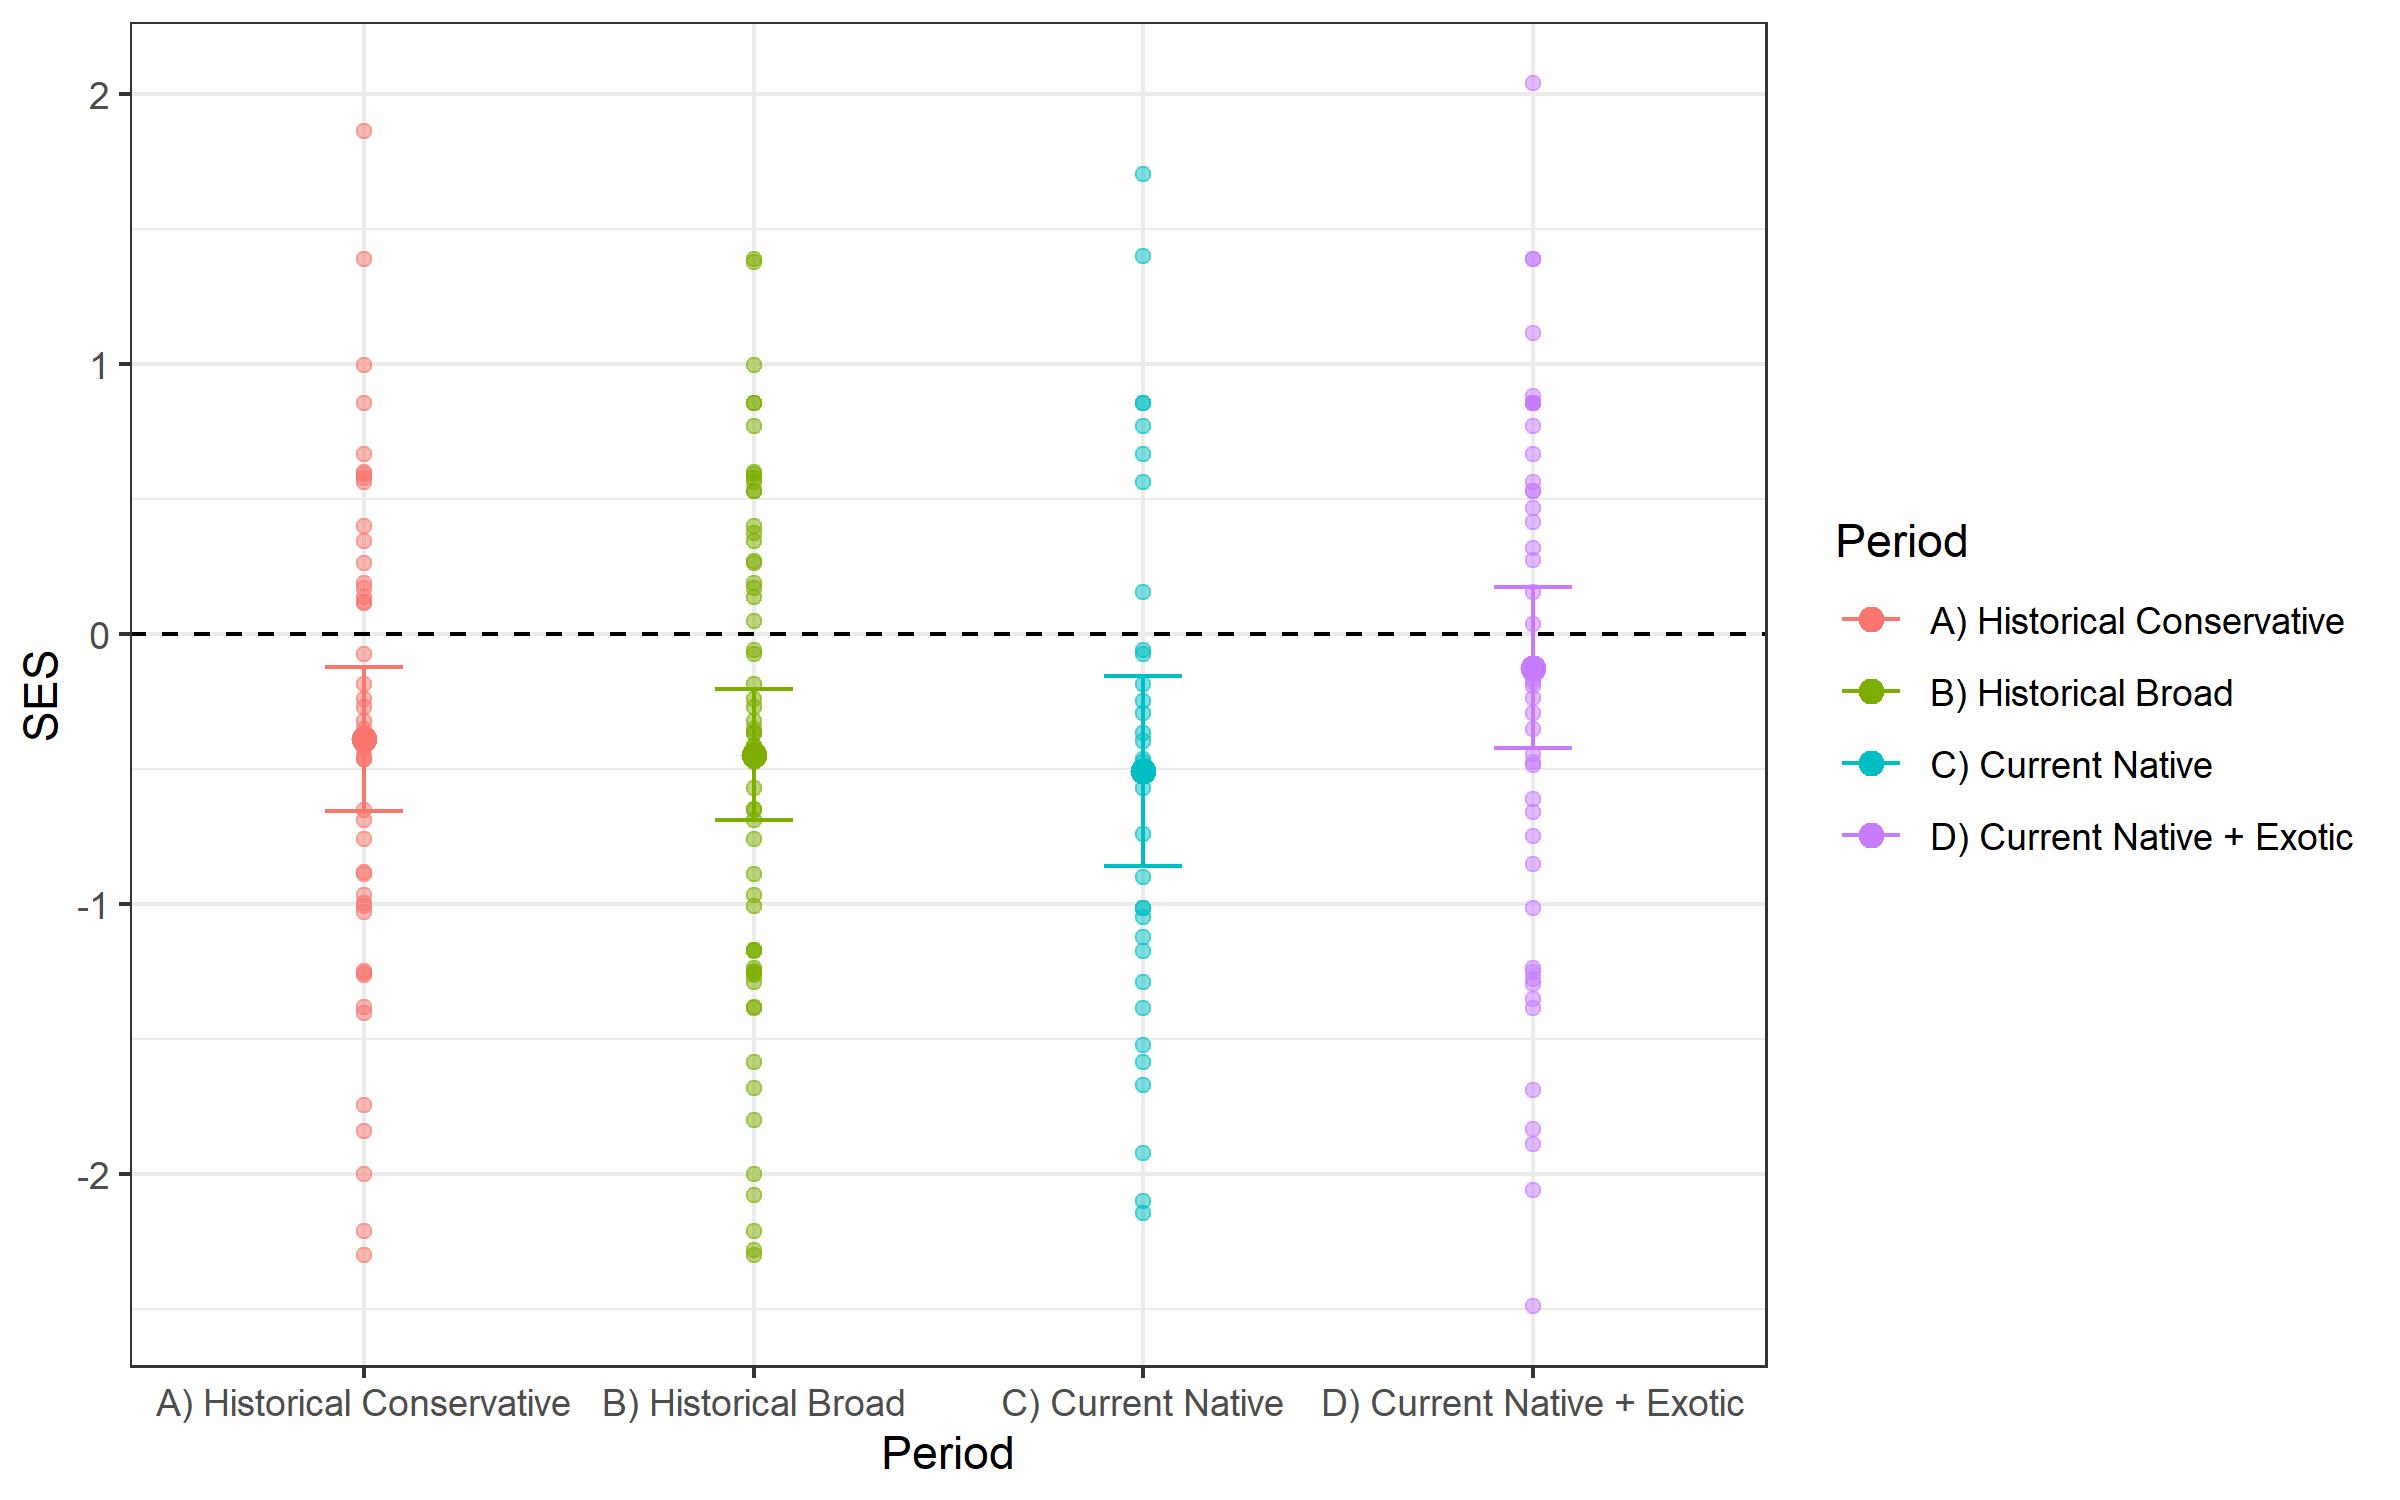 2
1
0
-1
-2
SES
A) Historical Conservative
B) Historical Broad
C) Current Native
D) Current Native + Exotic
Period
Period
A) Historical Conservative
B) Historical Broad
C) Current Native
D) Current Native + Exotic